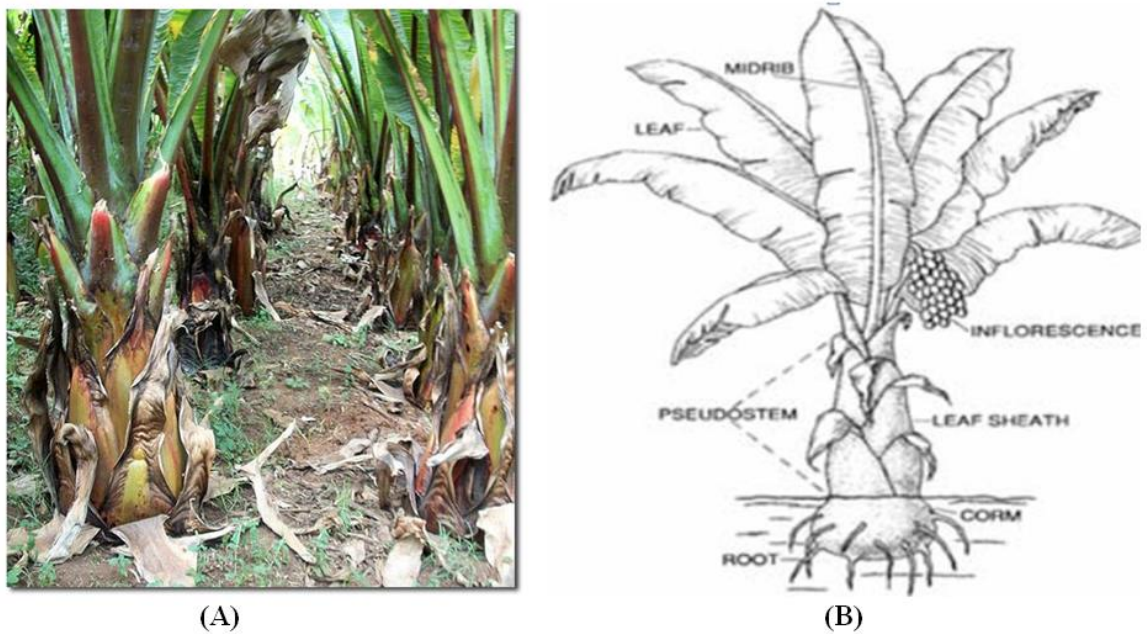 MIDRIB
LEAF
INFLORESCENCE
PSEUDOSTEM
LEAF SHEATH
CORM
ROOT
(A)
(B)